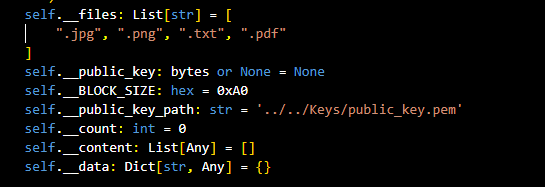 self.__files: List[str] = [
".jpg", ".png", ".txt", ".pdf"
]
self.__public_key: bytes or None = None
self.__BLOCK_SIZE: hex = 0xA0
self.__public_key_path: str = '../../Keys/public_key.pem'
self.__count: int = 0
self.__content: List[Any] = []
self.__data: Dict[str, Any] = {}